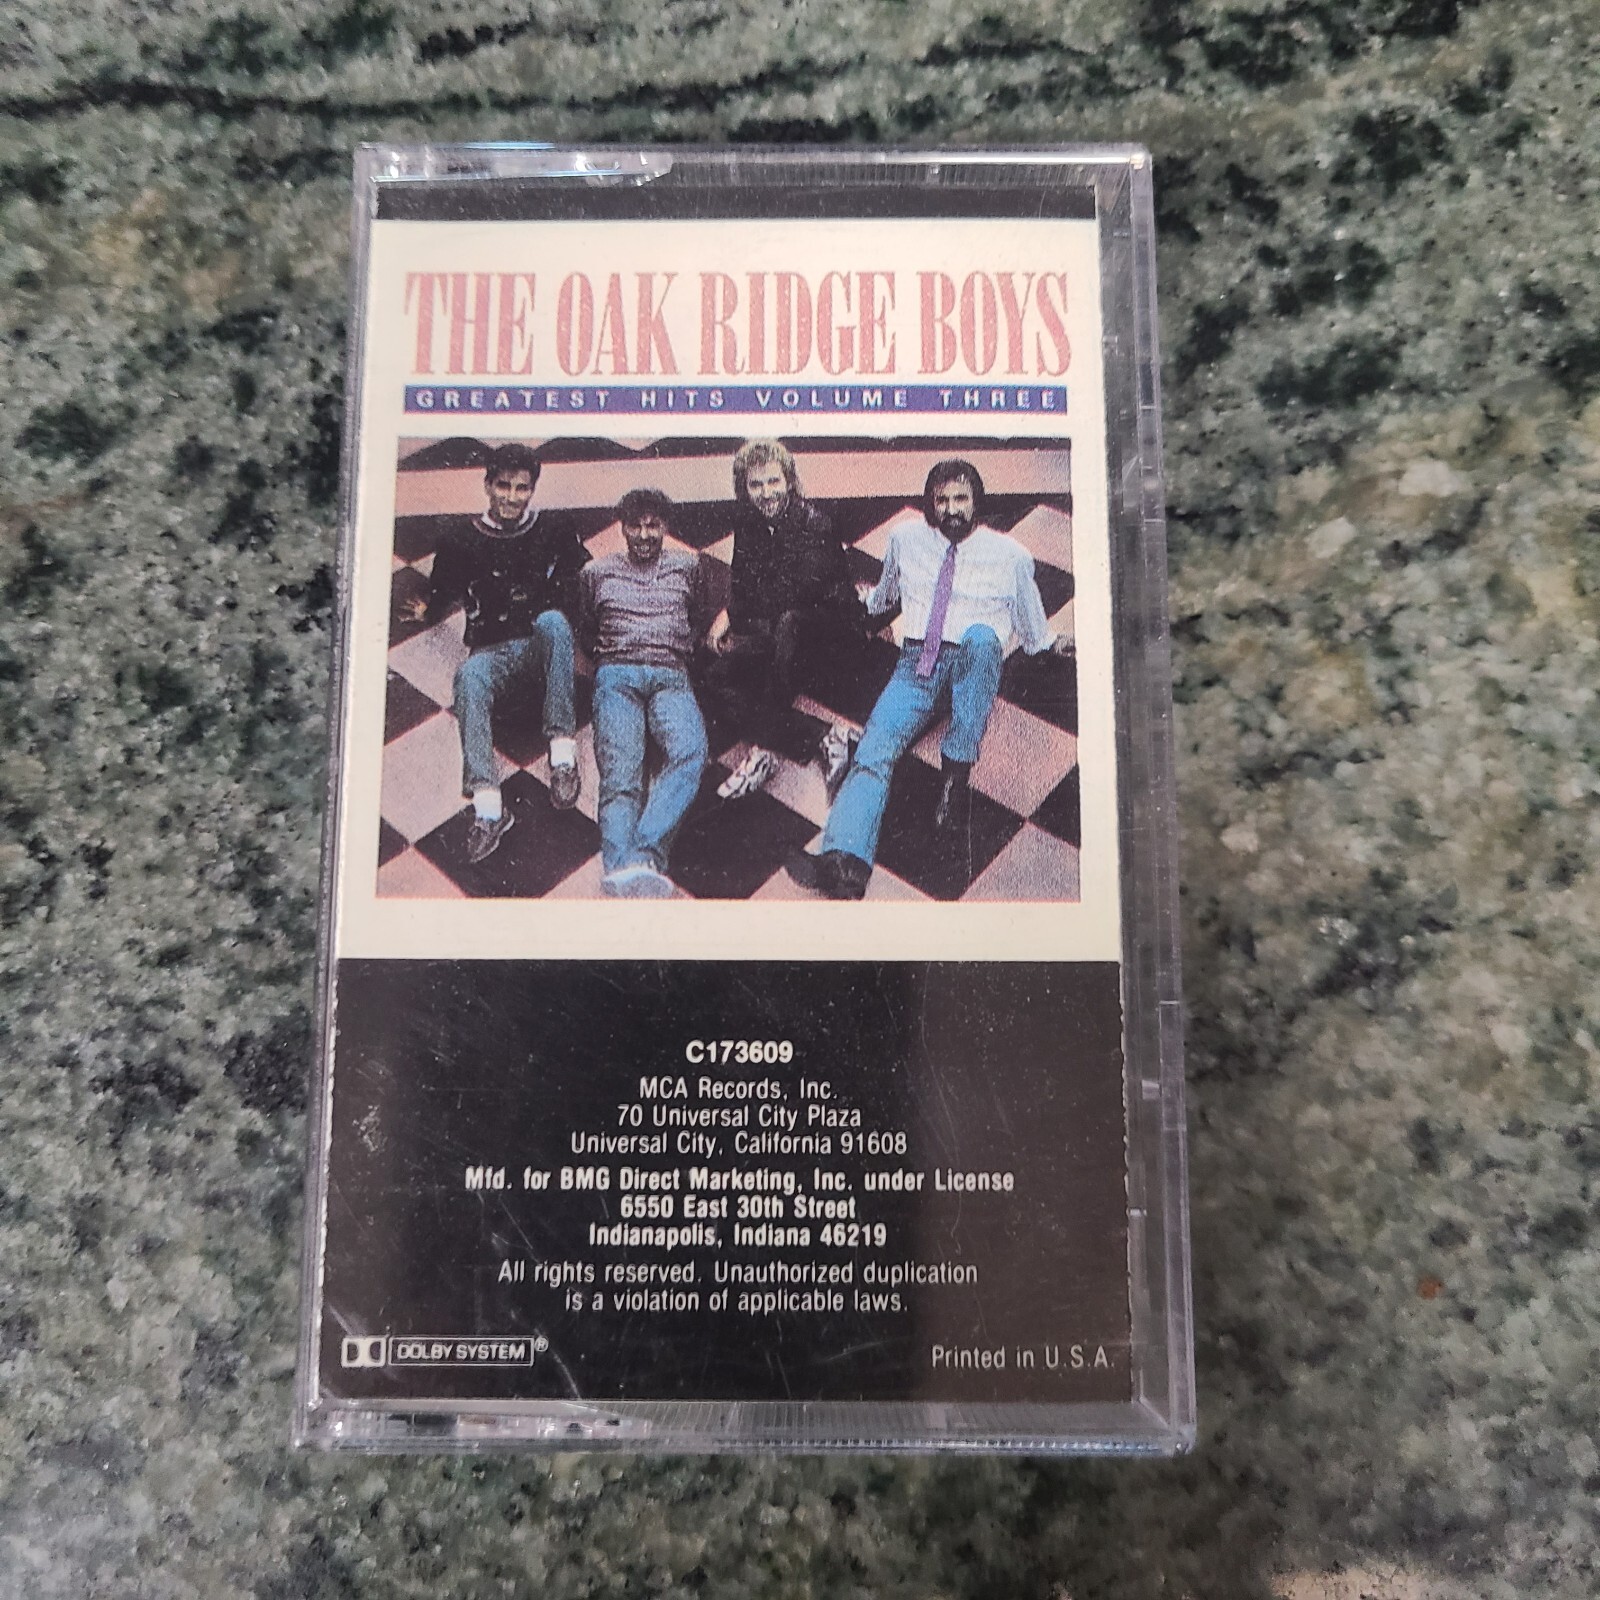 THE OAK RIDGE BOYS
GREATEST HITS VOLUME THREE
C173609
MCA Records, Inc.
70 Universal City Plaza
Universal City, California 91608
Mfd. for BMG Direct Marketing, Inc. under License
6550 East 30th Street
Indianapolis, Indiana 46219
All rights reserved. Unauthorized duplication
is a violation of applicable laws.
DOLBY SYSTEM®
Printed in U.S.A.